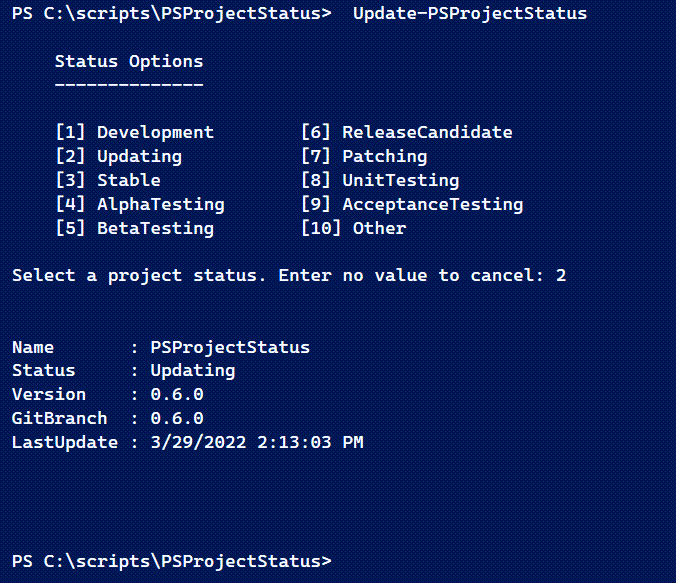 PS C:\scripts\PSProjectStatus>  Update-PSProjectStatus
Status Options
--------------
[1] Development        [6] ReleaseCandidate
[2] Updating           [7] Patching
[3] Stable             [8] UnitTesting
[4] AlphaTesting       [9] AcceptanceTesting
[5] BetaTesting        [10] Other
Select a project status. Enter no value to cancel: 2
Name       : PSProjectStatus
Status     : Updating
Version    : 0.6.0
GitBranch  : 0.6.0
LastUpdate : 3/29/2022 2:13:03 PM
PS C:\scripts\PSProjectStatus>